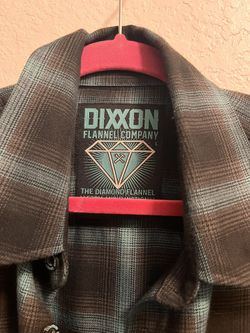 DIXXON
FLANNEL COMPANY
L
THE DIAMOND FLANNEL